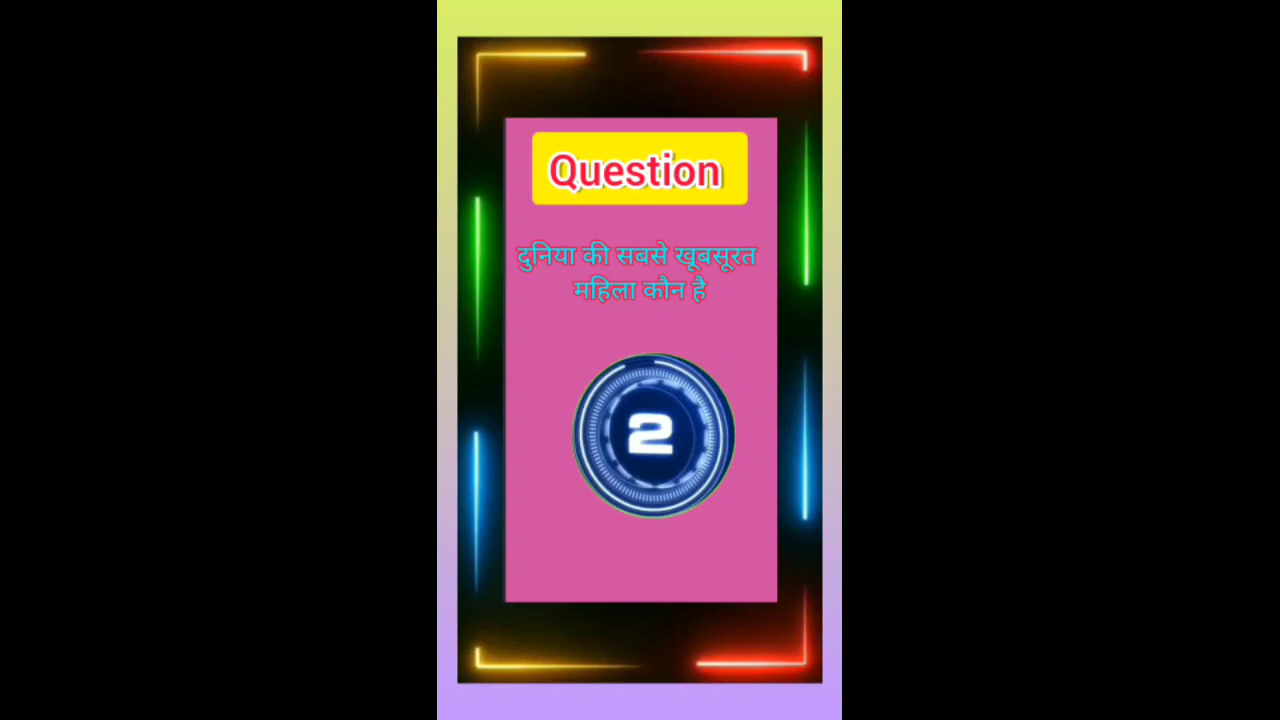 Question
दुनिया की सबसे खूबसूरत
महिला कौन है
2